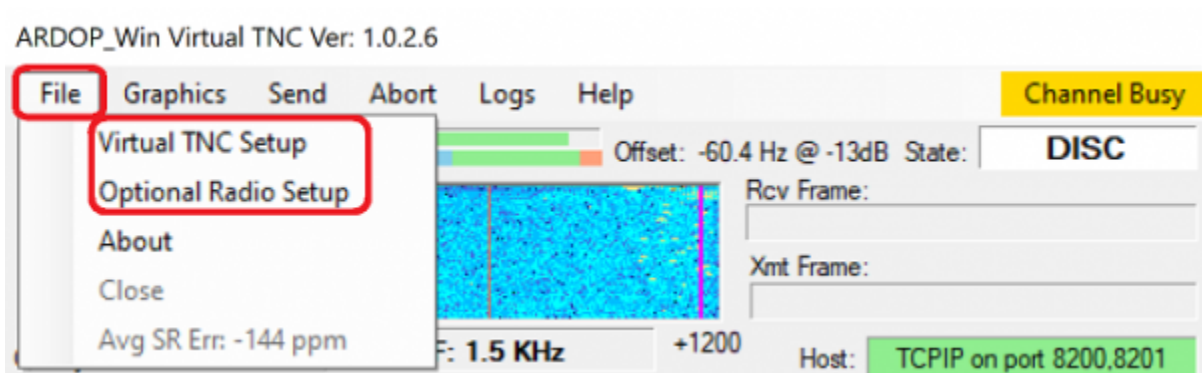 ARDOP_Win Virtual TNC Ver: 1.0.2.6
File Graphics Send Abort Logs Help Channel Busy
Virtual TNC Setup
Offset: -60.4 Hz @ -13dB State: DISC
Optional Radio Setup
Rcv Frame:
About
Xmt Frame:
Close
Avg SR Err: -144 ppm
F: 1.5 KHz +1200
Host: TCPIP on port 8200,8201